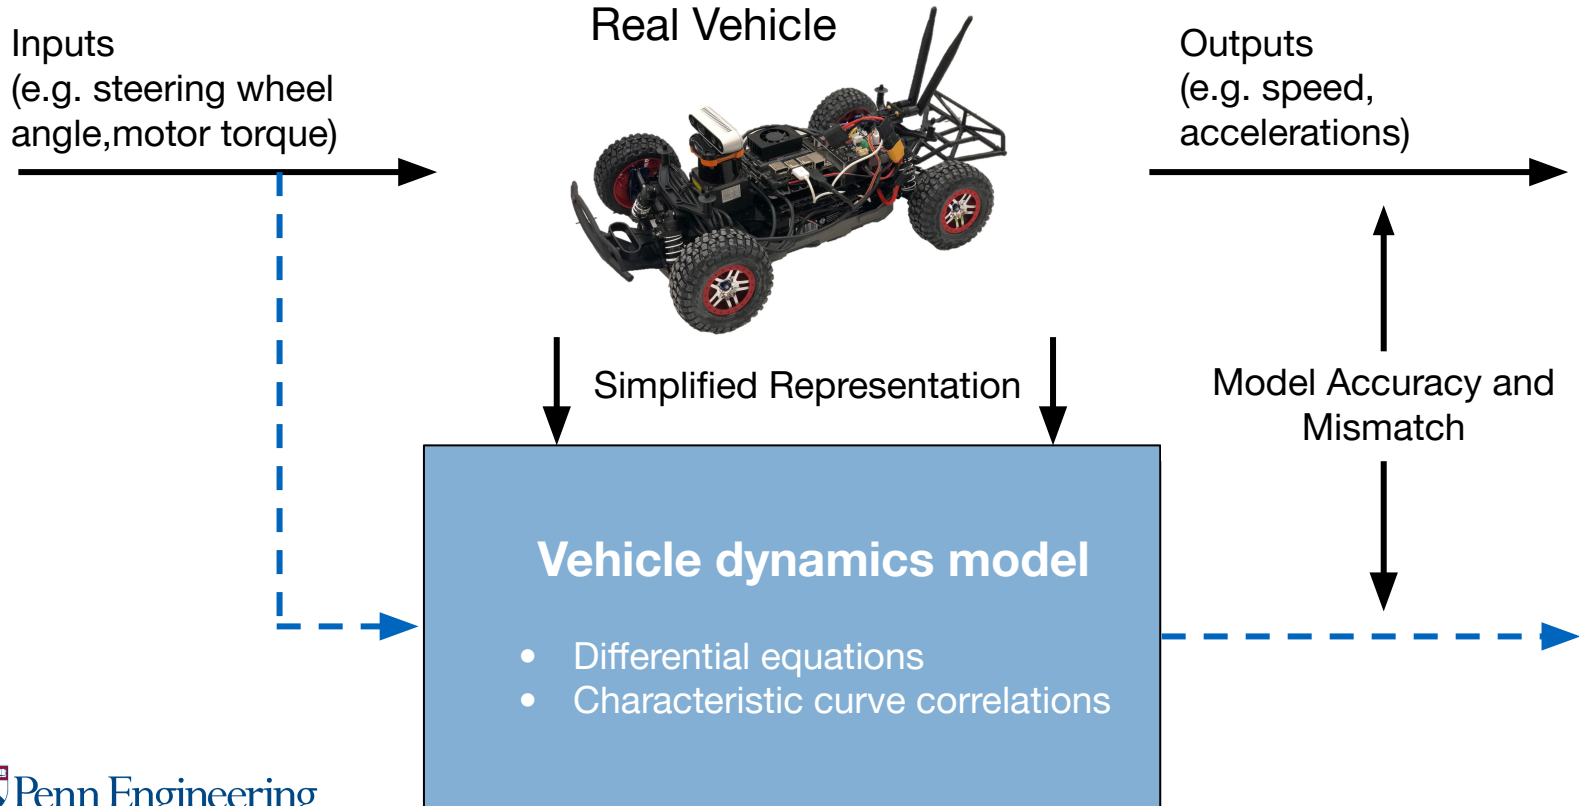 Real Vehicle
Inputs
(e.g. steering wheel
angle,motor torque)
Outputs
(e.g. speed,
accelerations)
Simplified Representation
Model Accuracy and
Mismatch
Vehicle dynamics model
• Differential equations
• Characteristic curve correlations
Penn Engineering